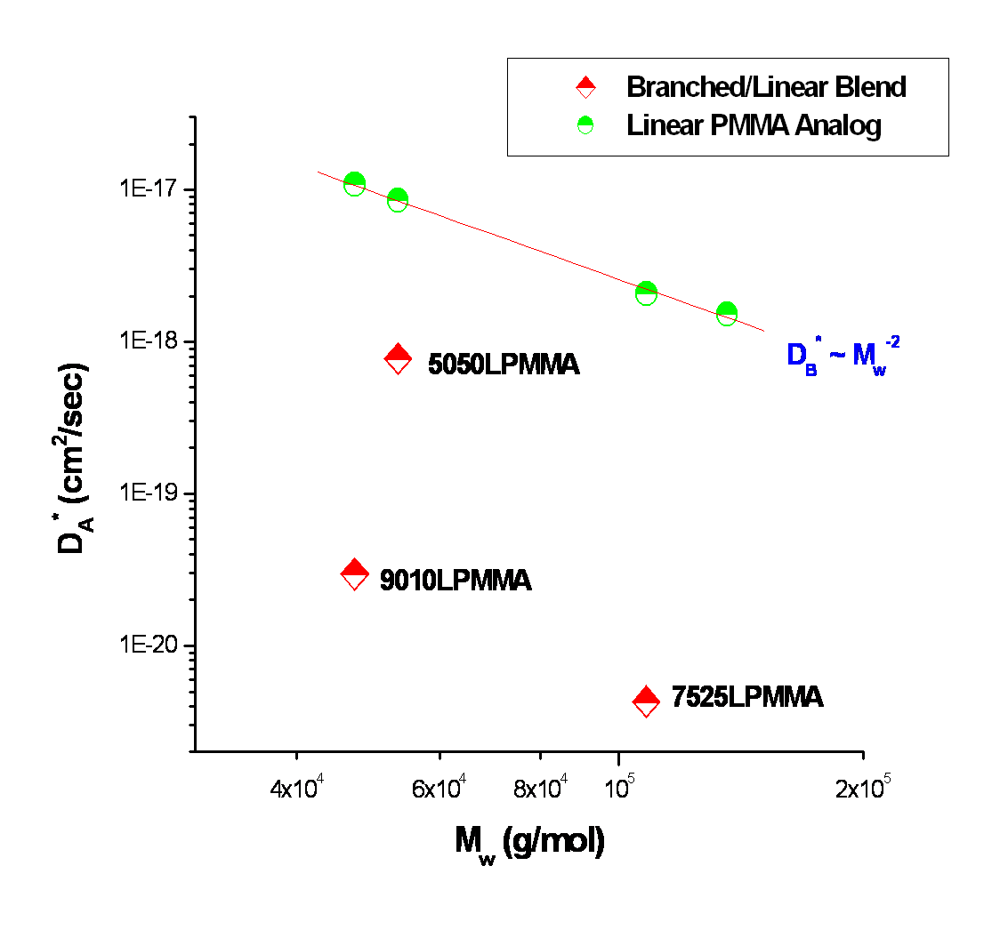 Branched/Linear Blend
Linear PMMA Analog
1E-17
1E-18
1E-19
1E-20
D_A^* (cm^2/sec)
5050LPMMA
D_B^* ~ M_w^-2
9010LPMMA
7525LPMMA
4x10^4 6x10^4 8x10^4 10^5 2x10^5
M_w (g/mol)